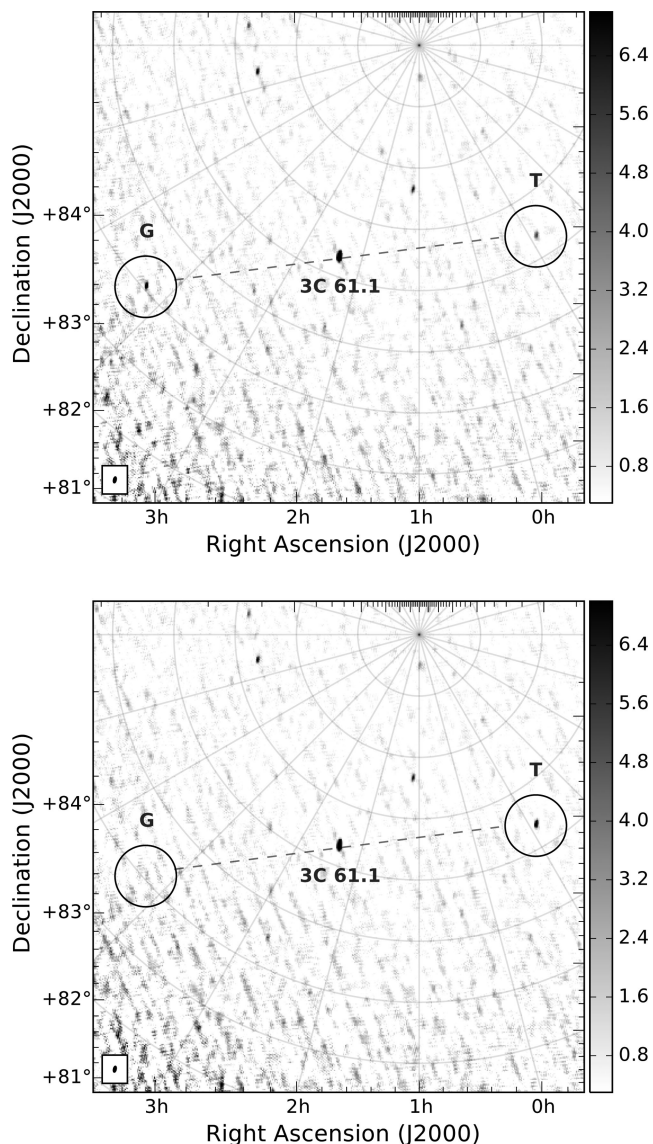 T
G
3C 61.1
+84°
+83°
+82°
+81°
Declination (J2000)
3h
2h
1h
0h
Right Ascension (J2000)
6.4
5.6
4.8
4.0
3.2
2.4
1.6
0.8
T
G
3C 61.1
+84°
+83°
+82°
+81°
Declination (J2000)
3h
2h
1h
0h
Right Ascension (J2000)
6.4
5.6
4.8
4.0
3.2
2.4
1.6
0.8